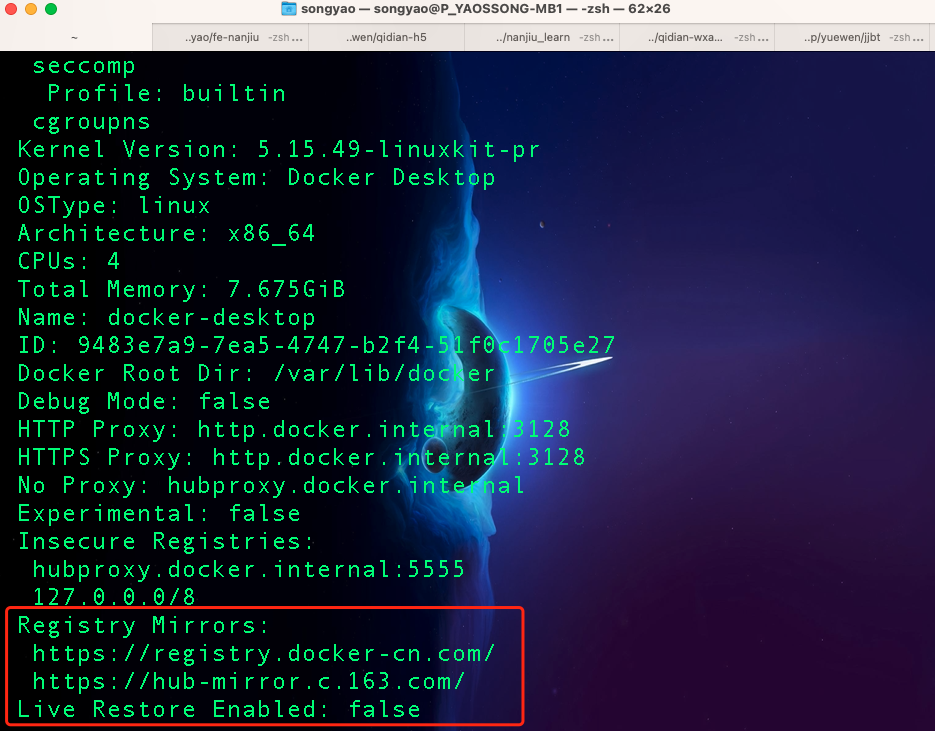 songyao — songyao@P_YAOSSONG-MB1 — -zsh — 62×26
~ ..yao/fe-nanjiu -zsh... ..wen/qidian-h5 ../nanjiu_learn -zsh... ../qidian-wxa... -zsh... ..p/yuewen/jjbt -zsh...
seccomp
Profile: builtin
cgroupns
Kernel Version: 5.15.49-linuxkit-pr
Operating System: Docker Desktop
OSType: linux
Architecture: x86_64
CPUs: 4
Total Memory: 7.675GiB
Name: docker-desktop
ID: 9483e7a9-7ea5-4747-b2f4-51f0c1705e27
Docker Root Dir: /var/lib/docker
Debug Mode: false
HTTP Proxy: http.docker.internal:3128
HTTPS Proxy: http.docker.internal:3128
No Proxy: hubproxy.docker.internal
Experimental: false
Insecure Registries:
hubproxy.docker.internal:5555
127.0.0.0/8
Registry Mirrors:
https://registry.docker-cn.com/
https://hub-mirror.c.163.com/
Live Restore Enabled: false